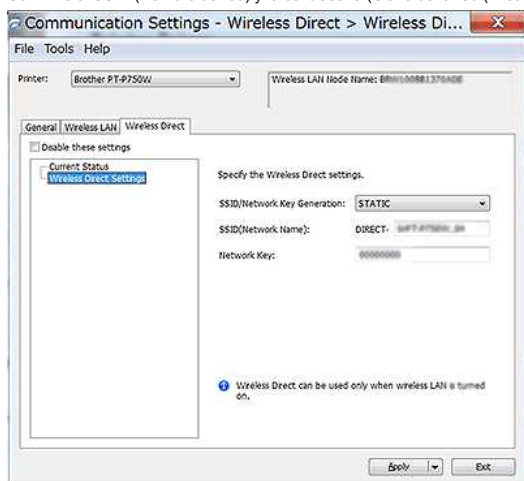 Communication Settings - Wireless Direct > Wireless Di...
File Tools Help
Printer: Brother PT-P750W
Wireless LAN Node Name:
General Wireless LAN Wireless Direct
Disable these settings
Current Status
Wireless Direct Settings
Specify the Wireless Direct settings.
SSID/Network Key Generation: STATIC
SSID(Network Name): DIRECT-
Network Key:
Wireless Direct can be used only when wireless LAN is turned
on.
Apply Exit